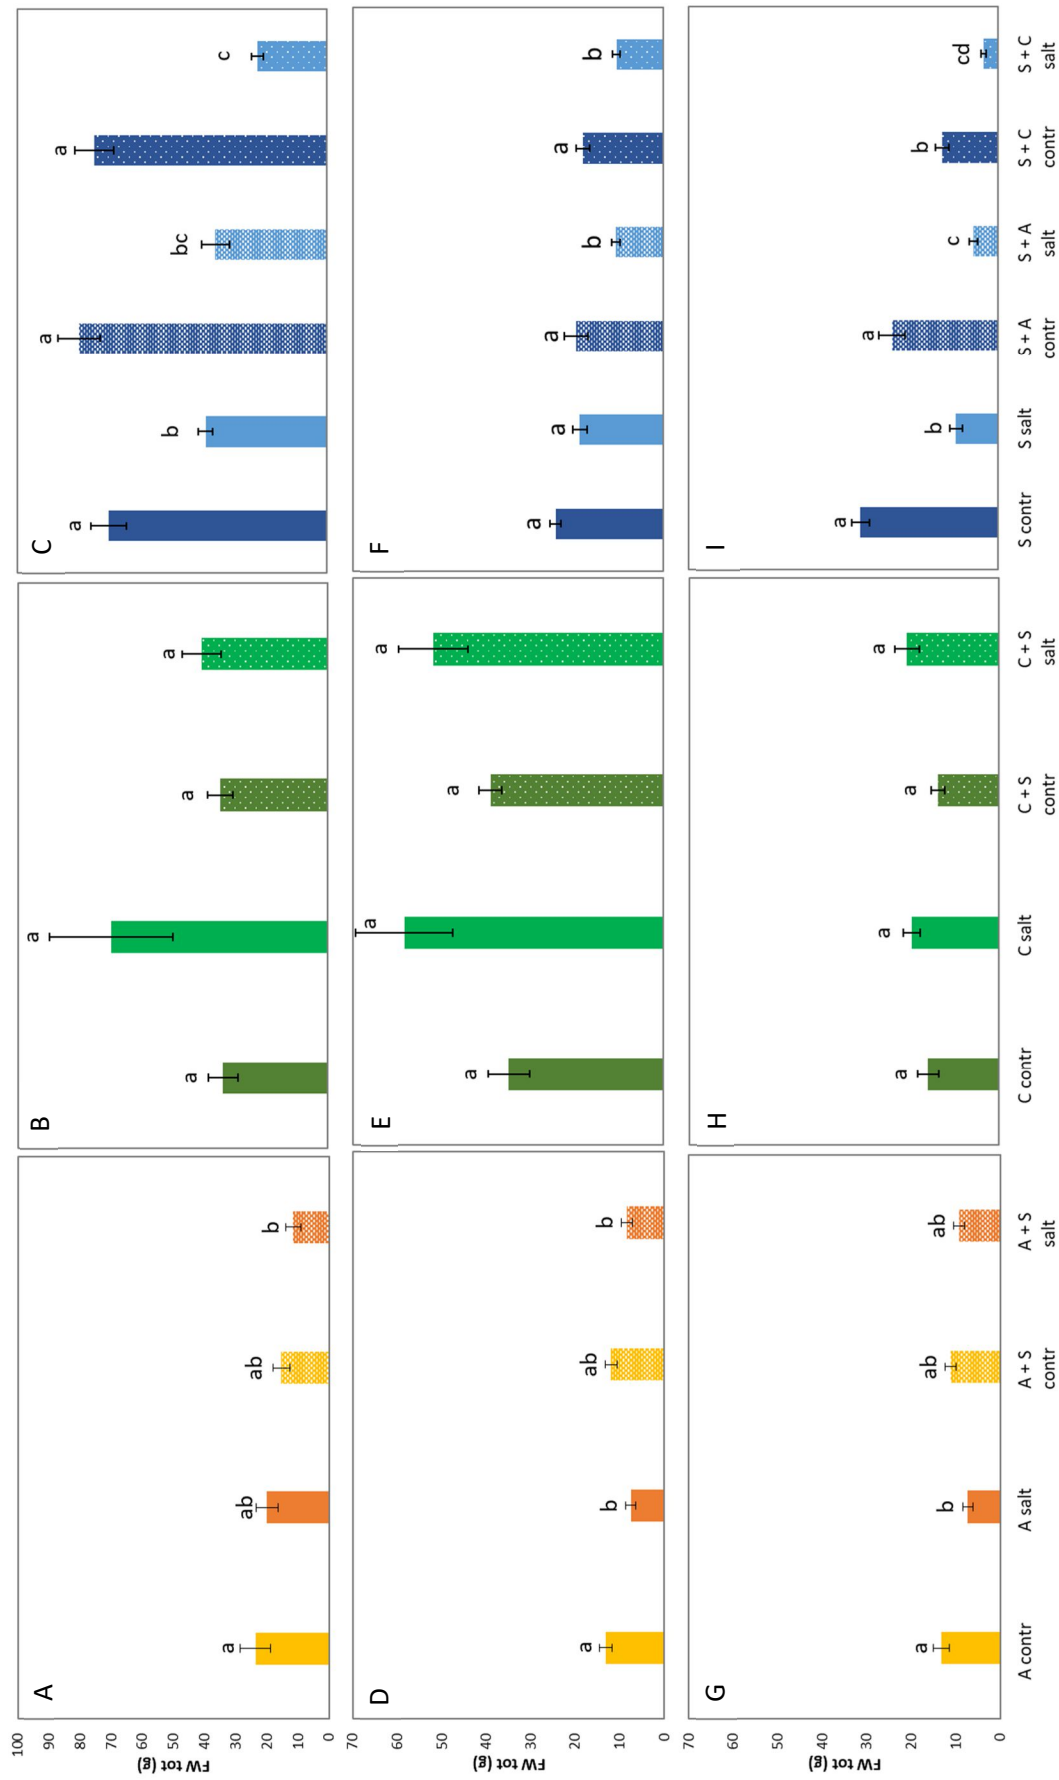 A
B
C
100
90
80
70
60
50
40
30
20
10
0
FW tot (g)
a
ab
ab
b
a
a
a
a
a
b
a
bc
a
c
D
E
F
70
60
50
40
30
20
10
0
FW tot (g)
a
b
ab
b
a
a
a
a
a
a
a
b
a
b
G
H
I
70
60
50
40
30
20
10
0
FW tot (g)
a
b
ab
ab
a
a
a
a
a
b
a
c
b
cd
A contr
A salt
A + S
contr
A + S
salt
C contr
C salt
C + S
contr
C + S
salt
S contr
S salt
S + A
contr
S + A
salt
S + C
contr
S + C
salt